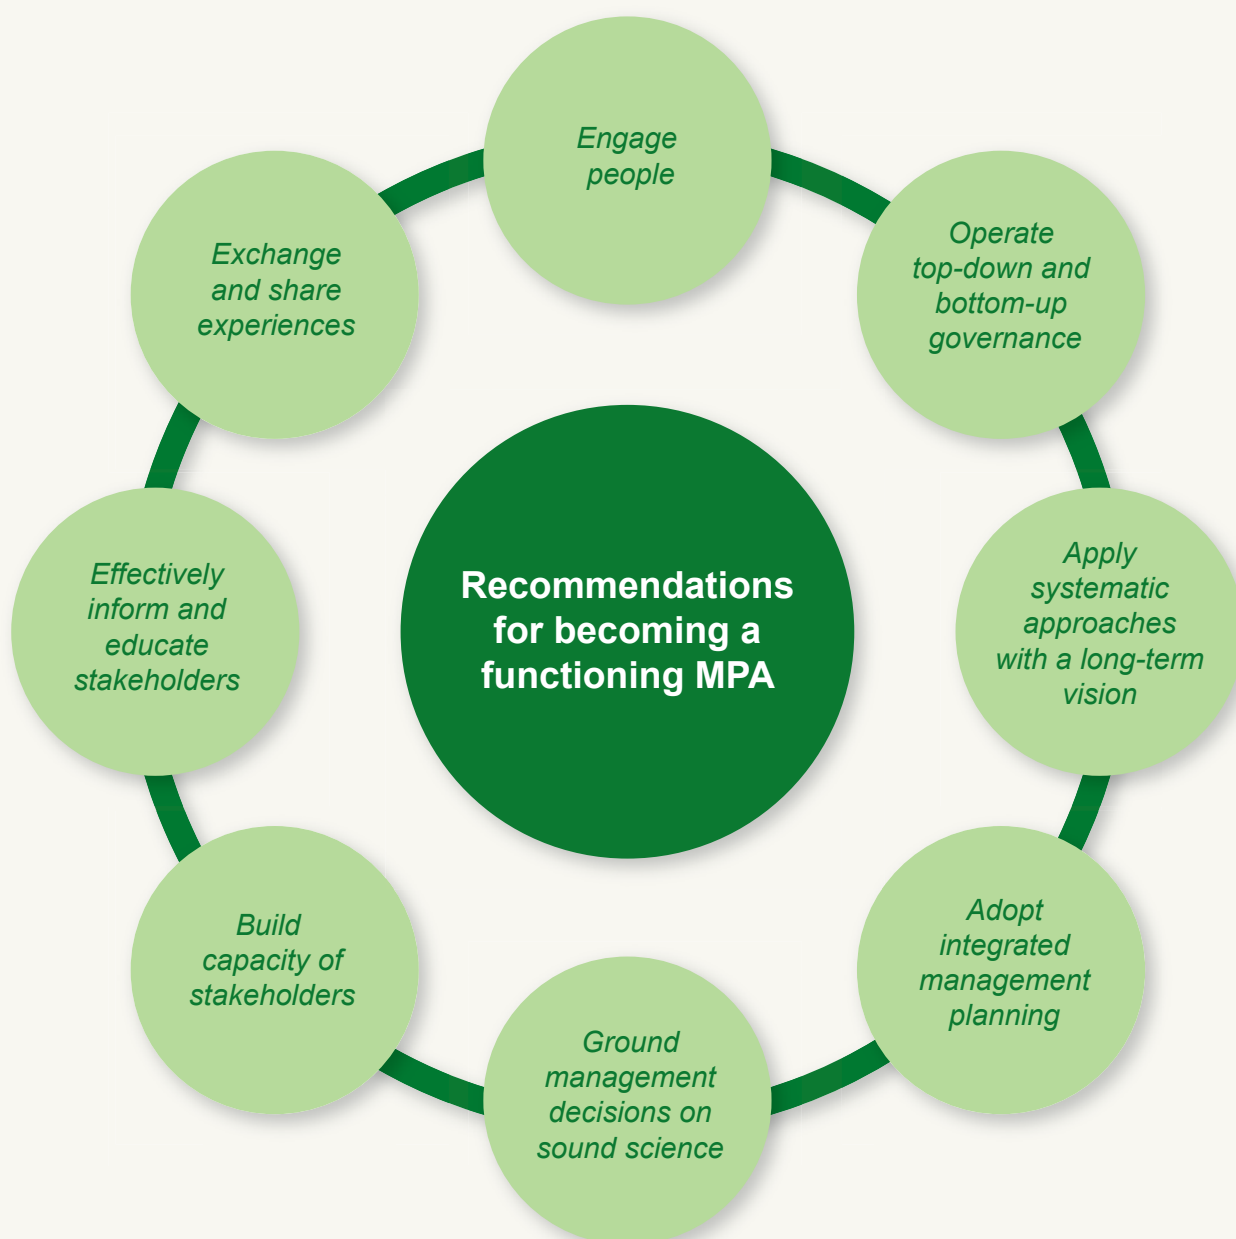 Engage
people
Operate
top-down and
bottom-up
governance
Apply
systematic
approaches
with a long-term
vision
Adopt
integrated
management
planning
Ground
management
decisions on
sound science
Build
capacity of
stakeholders
Effectively
inform and
educate
stakeholders
Exchange
and share
experiences
Recommendations
for becoming a
functioning MPA